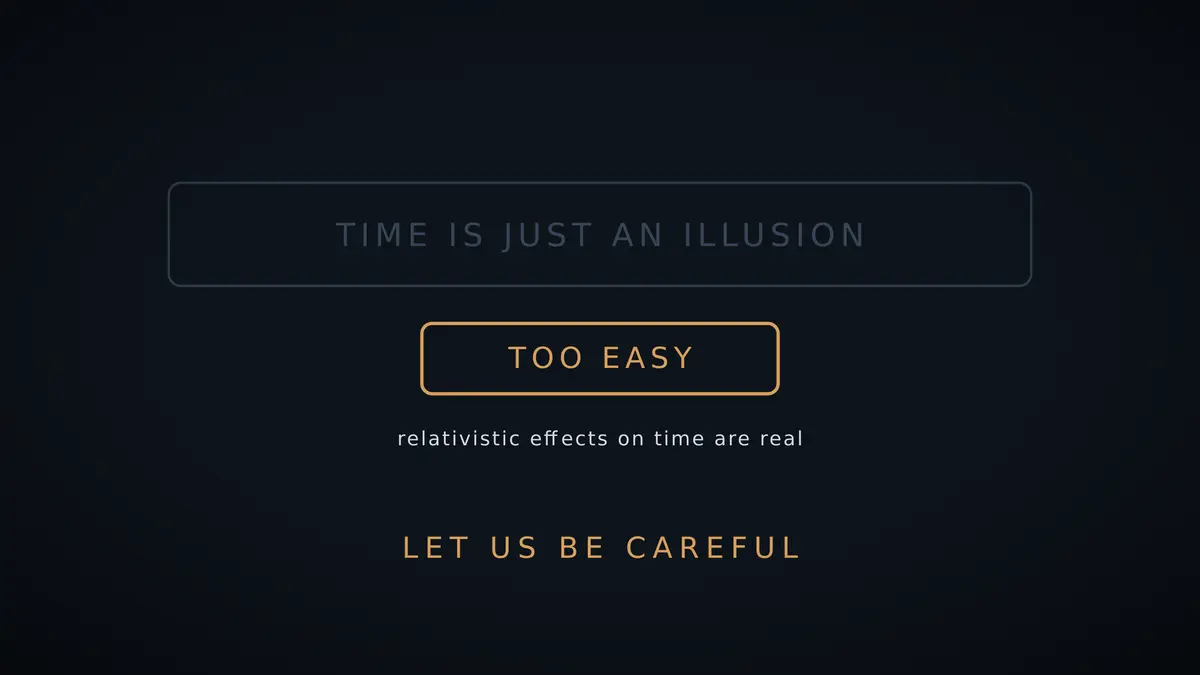 TIME IS JUST AN ILLUSION
TOO EASY
relativistic effects on time are real
LET US BE CAREFUL